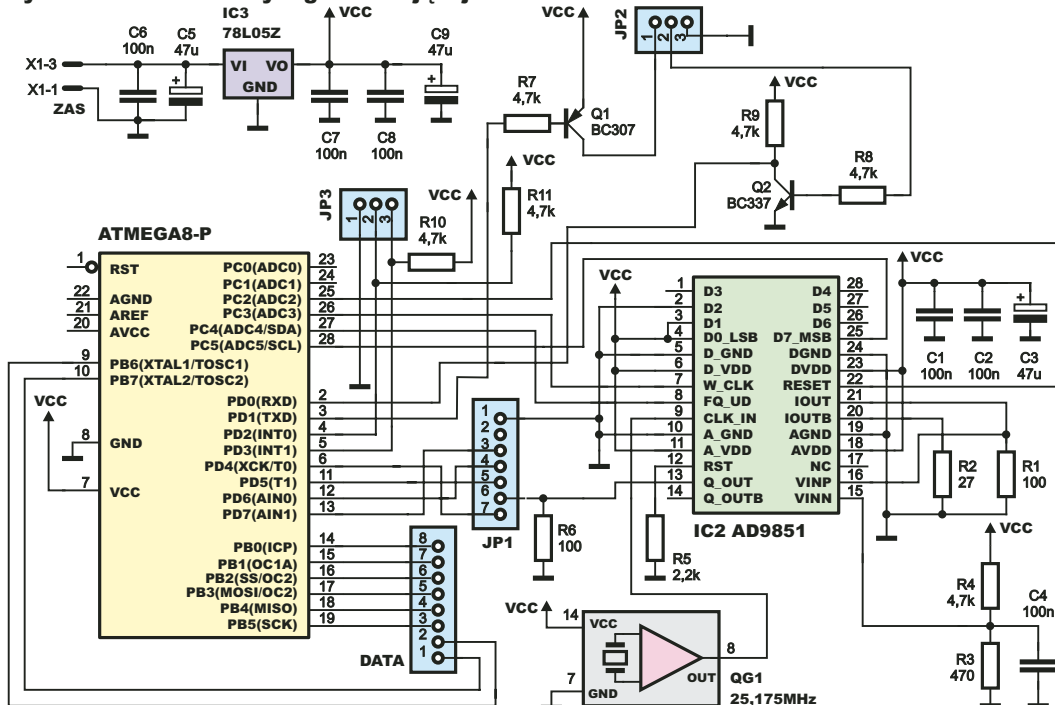 IC3
78L05Z
VCC
C6
100n
C5
47u
C9
47u
X1-3
X1-1
ZAS
VI VO
GND
C7
100n
C8
100n
VCC
JP2
1
2
3
R7
4,7k
Q1
BC307
VCC
R9
4,7k
R8
4,7k
Q2
BC337
VCC
R11
4,7k
JP3
1
2
3
VCC
R10
4,7k
ATMEGA8-P
1 RST
22 AGND
21 AREF
20 AVCC
9 PB6(XTAL1/TOSC1)
10 PB7(XTAL2/TOSC2)
VCC
8 GND
7 VCC
PC0(ADC0) 23
PC1(ADC1) 24
PC2(ADC2) 25
PC3(ADC3) 26
PC4(ADC4/SDA) 27
PC5(ADC5/SCL) 28
PD0(RXD) 2
PD1(TXD) 3
PD2(INT0) 4
PD3(INT1) 5
PD4(XCK/T0) 6
PD5(T1) 11
PD6(AIN0) 12
PD7(AIN1) 13
PB0(ICP) 14
PB1(OC1A) 15
PB2(SS/OC2) 16
PB3(MOSI/OC2) 17
PB4(MISO) 18
PB5(SCK) 19
1
2
3
4
5
6
7
JP1
8
7
6
5
4
3
2
1
DATA
R6
100
VCC
1 D3
2 D2
3 D1
4 D0_LSB
5 D_GND
6 D_VDD
7 W_CLK
8 FQ_UD
9 CLK_IN
10 A_GND
11 A_VDD
12 RST
13 Q_OUT
14 Q_OUTB
D4 28
D5 27
D6 26
D7_MSB 25
DGND 24
DVDD 23
RESET 22
IOUT 21
IOUTB 20
AGND 19
AVDD 18
NC 17
VINP 16
VINN 15
IC2 AD9851
R5
2,2k
VCC
C1
100n
C2
100n
C3
47u
R2
27
R1
100
VCC
R4
4,7k
C4
100n
R3
470
VCC
14
VCC
7
GND
OUT
8
QG1
25,175MHz